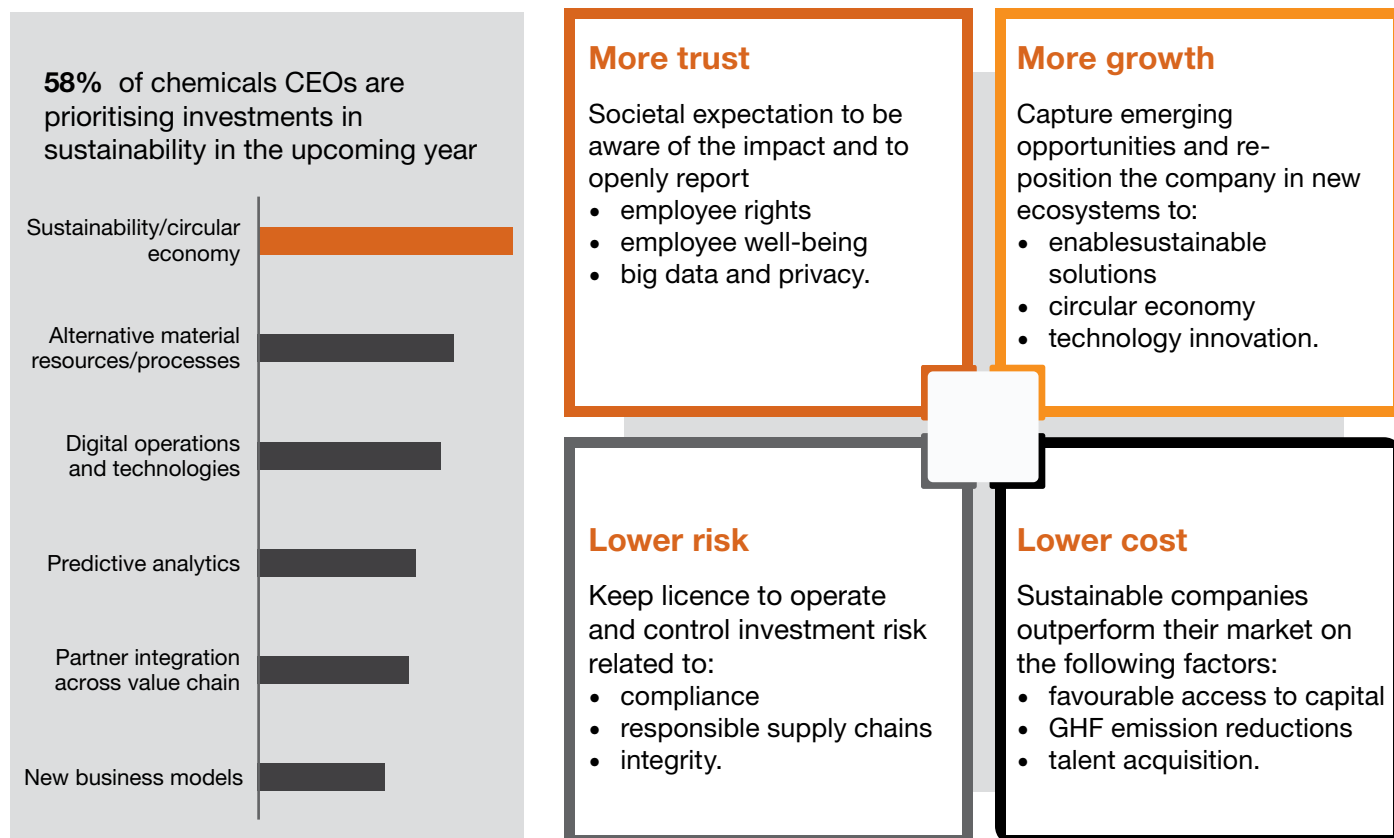 58% of chemicals CEOs are
prioritising investments in
sustainability in the upcoming year
Sustainability/circular
economy
Alternative material
resources/processes
Digital operations
and technologies
Predictive analytics
Partner integration
across value chain
New business models
More trust
Societal expectation to be
aware of the impact and to
openly report
• employee rights
• employee well-being
• big data and privacy.
More growth
Capture emerging
opportunities and re-
position the company in new
ecosystems to:
• enablesustainable
solutions
• circular economy
• technology innovation.
Lower risk
Keep licence to operate
and control investment risk
related to:
• compliance
• responsible supply chains
• integrity.
Lower cost
Sustainable companies
outperform their market on
the following factors:
• favourable access to capital
• GHF emission reductions
• talent acquisition.